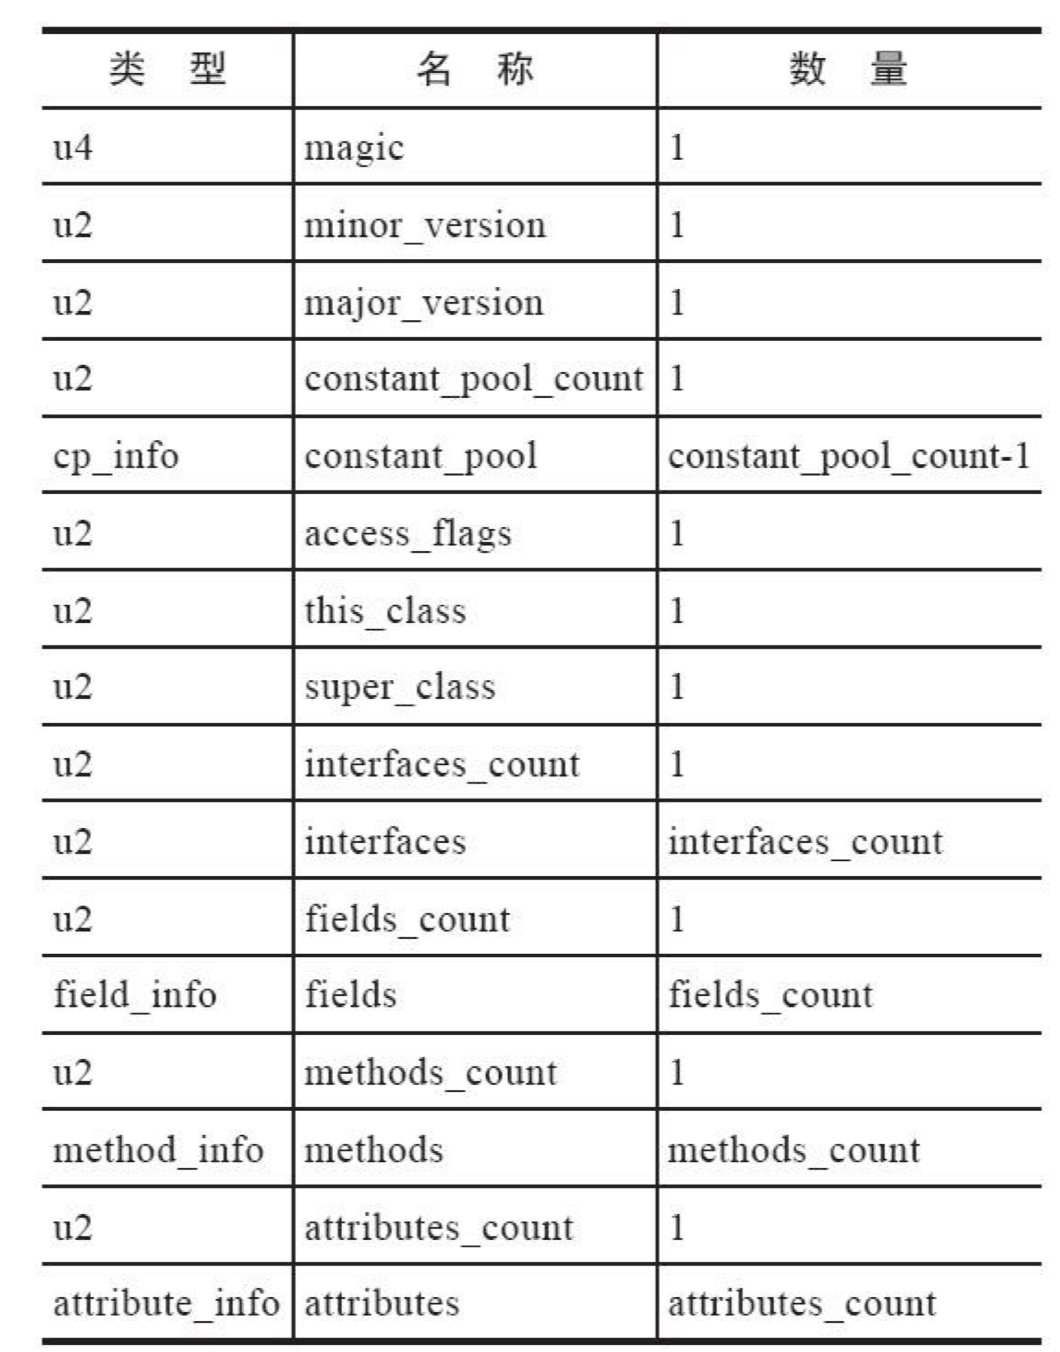 类 型 名 称 数 量
u4 magic 1
u2 minor_version 1
u2 major_version 1
u2 constant_pool_count 1
cp_info constant_pool constant_pool_count-1
u2 access_flags 1
u2 this_class 1
u2 super_class 1
u2 interfaces_count 1
u2 interfaces interfaces_count
u2 fields_count 1
field_info fields fields_count
u2 methods_count 1
method_info methods methods_count
u2 attributes_count 1
attribute_info attributes attributes_count